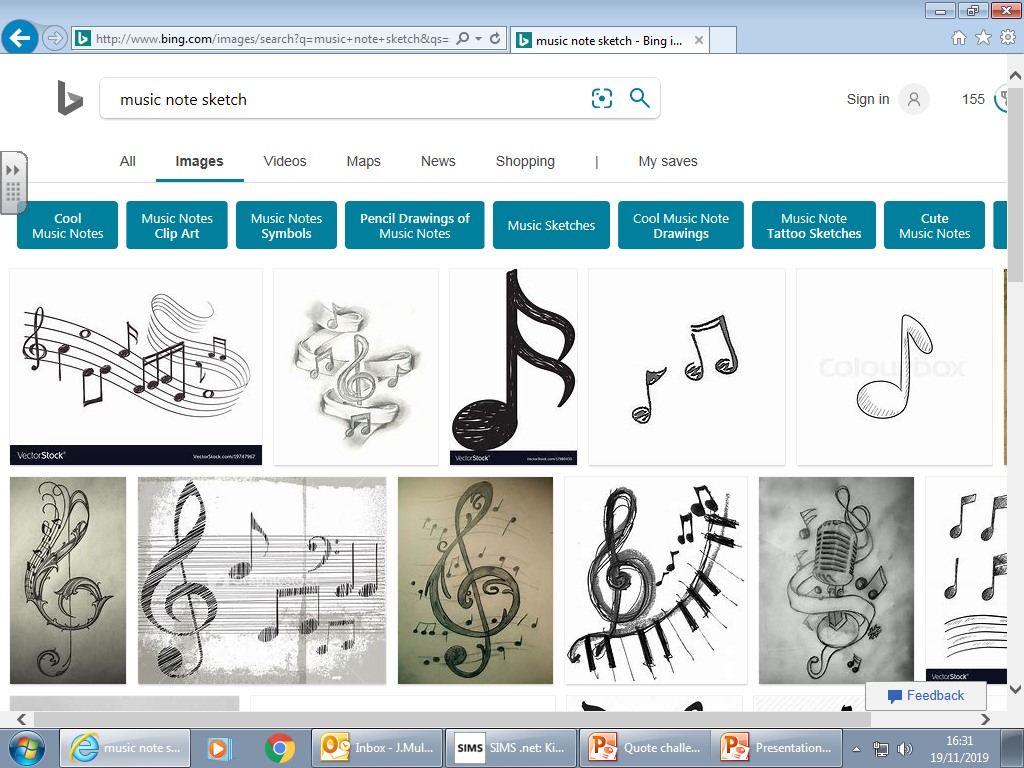 http://www.bing.com/images/search?q=music+note+sketch&qs=
music note sketch - Bing i...
music note sketch
Sign in
155
All
Images
Videos
Maps
News
Shopping
|
My saves
Cool
Music Notes
Music Notes
Clip Art
Music Notes
Symbols
Pencil Drawings of
Music Notes
Music Sketches
Cool Music Note
Drawings
Music Note
Tattoo Sketches
Cute
Music Notes
VectorStock®
VectorStock.com/19747967
VectorStock®
Colourbox
VectorStock®
Feedback
music note s...
Inbox - J.Mul...
SIMS
SIMS .net: Ki...
Quote challe...
Presentation...
16:31
19/11/2019